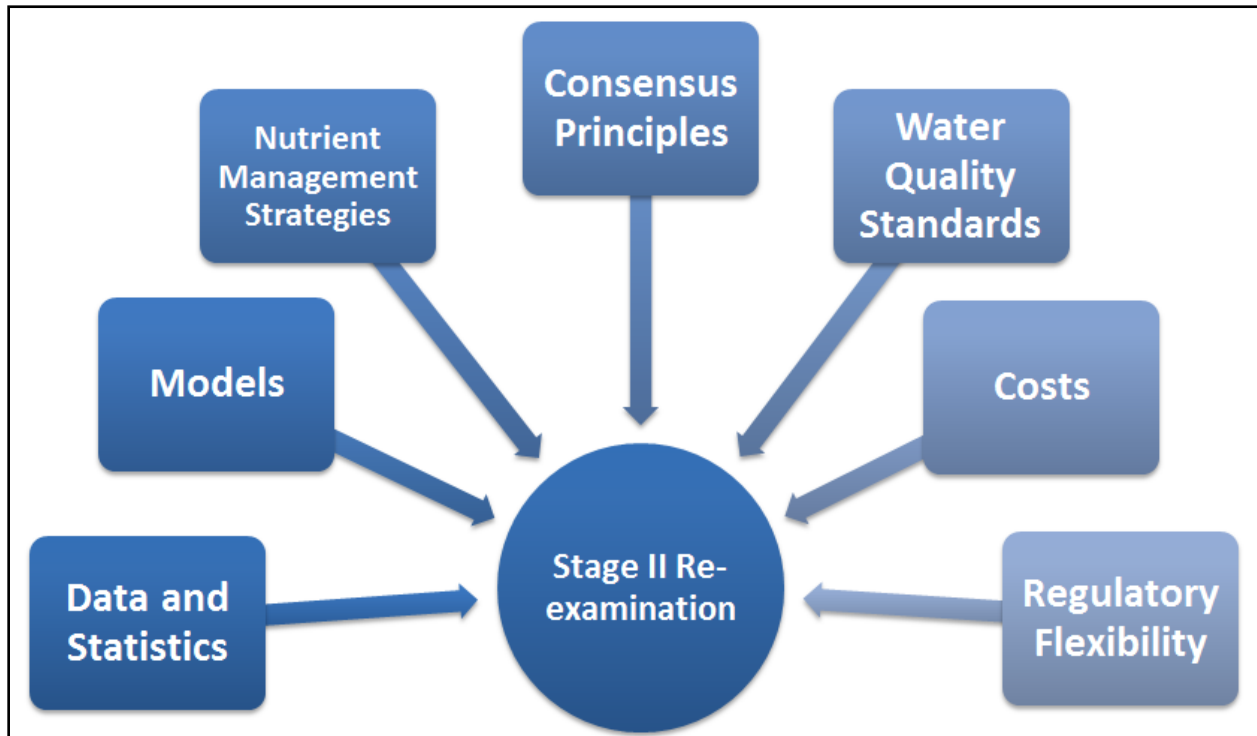 Consensus
Principles
Nutrient
Management
Strategies
Water
Quality
Standards
Models
Costs
Data and
Statistics
Stage II Re-
examination
Regulatory
Flexibility